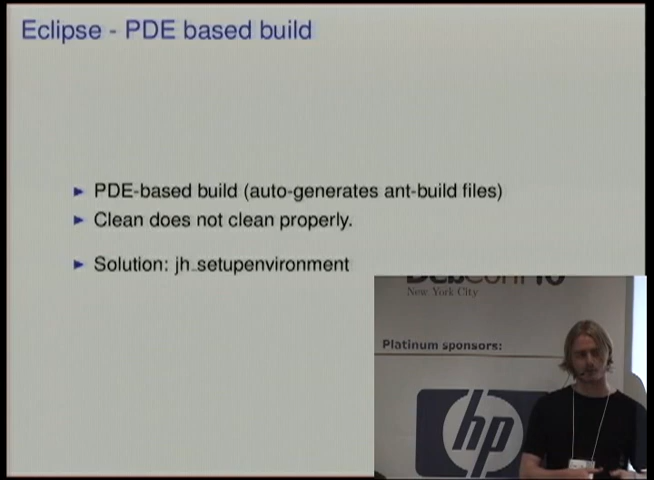 Eclipse - PDE based build
PDE-based build (auto-generates ant-build files)
Clean does not clean properly.
Solution: jh_setupenvironment
DebConf10
New York City
Platinum sponsors:
hp